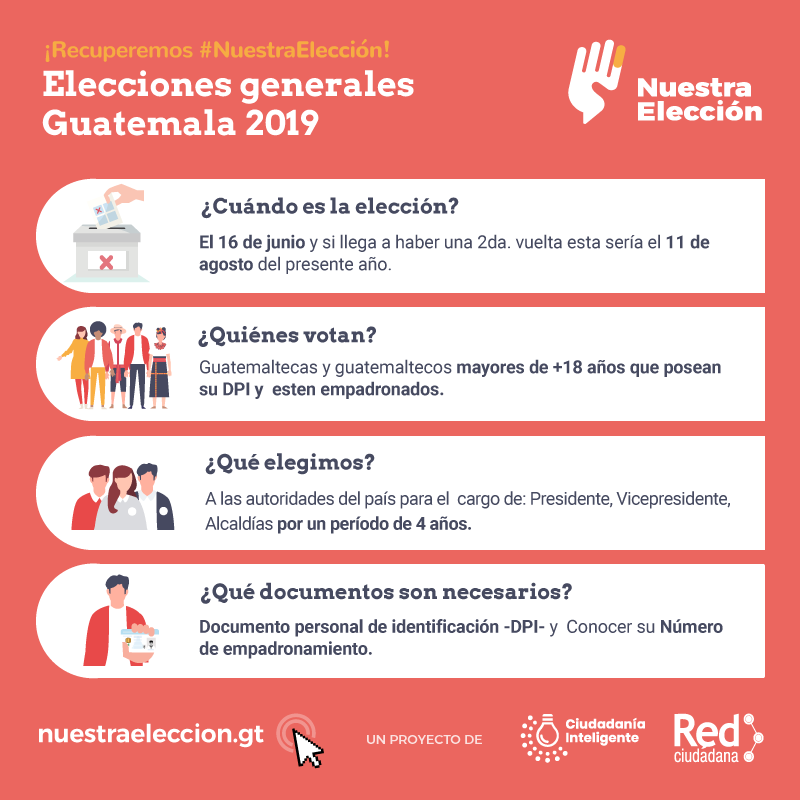 ¡Recuperemos #NuestraElección!
Elecciones generales
Guatemala 2019
Nuestra
Elección
¿Cuándo es la elección?
El 16 de junio y si llega a haber una 2da. vuelta esta sería el 11 de
agosto del presente año.
¿Quiénes votan?
Guatemaltecas y guatemaltecos mayores de +18 años que posean
su DPI y esten empadronados.
¿Qué elegimos?
A las autoridades del país para el cargo de: Presidente, Vicepresidente,
Alcaldías por un período de 4 años.
¿Qué documentos son necesarios?
Documento personal de identificación -DPI- y Conocer su Número
de empadronamiento.
nuestraeleccion.gt
UN PROYECTO DE
Ciudadanía
Inteligente
Red
ciudadana